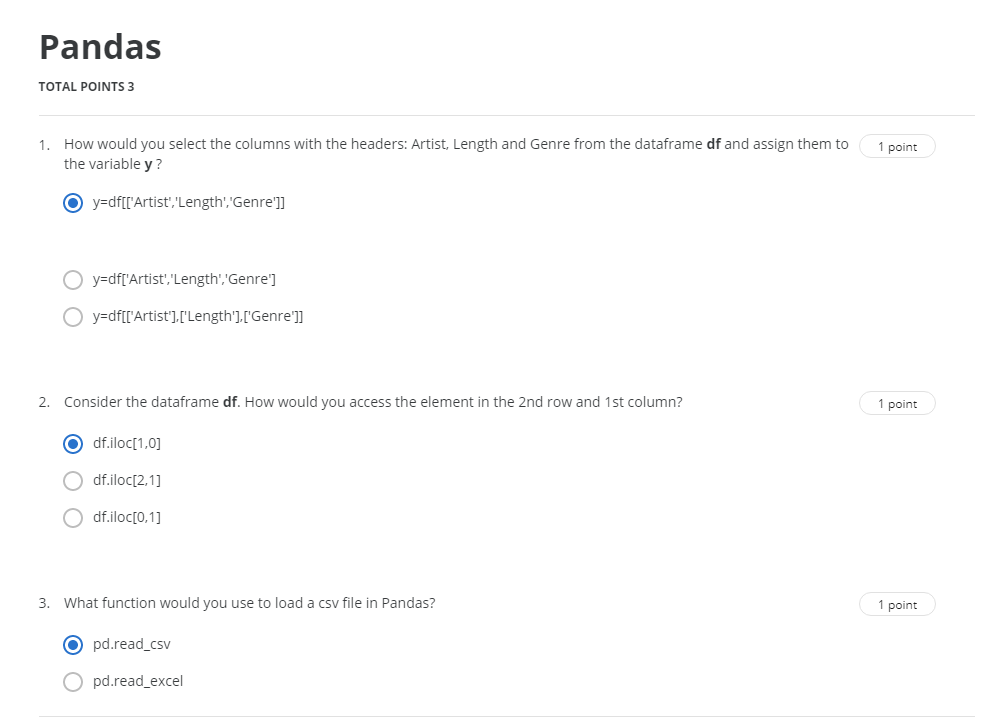 Pandas
TOTAL POINTS 3
1. How would you select the columns with the headers: Artist, Length and Genre from the dataframe df and assign them to 1 point
the variable y ?
y=df[['Artist','Length','Genre']]
y=df['Artist','Length','Genre']
y=df[['Artist'],['Length'],['Genre']]
2. Consider the dataframe df. How would you access the element in the 2nd row and 1st column? 1 point
df.iloc[1,0]
df.iloc[2,1]
df.iloc[0,1]
3. What function would you use to load a csv file in Pandas? 1 point
pd.read_csv
pd.read_excel